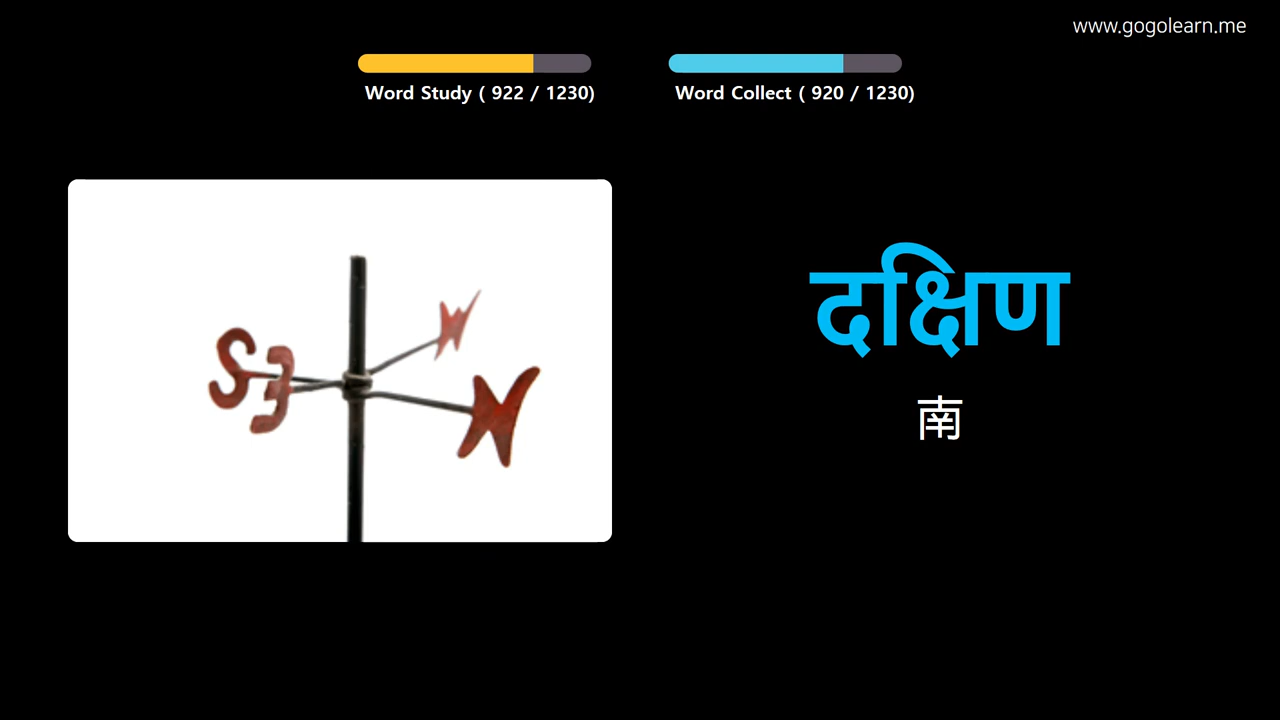 www.gogolearn.me
Word Study ( 922 / 1230)
Word Collect ( 920 / 1230)
S E W N
दक्षिण
南